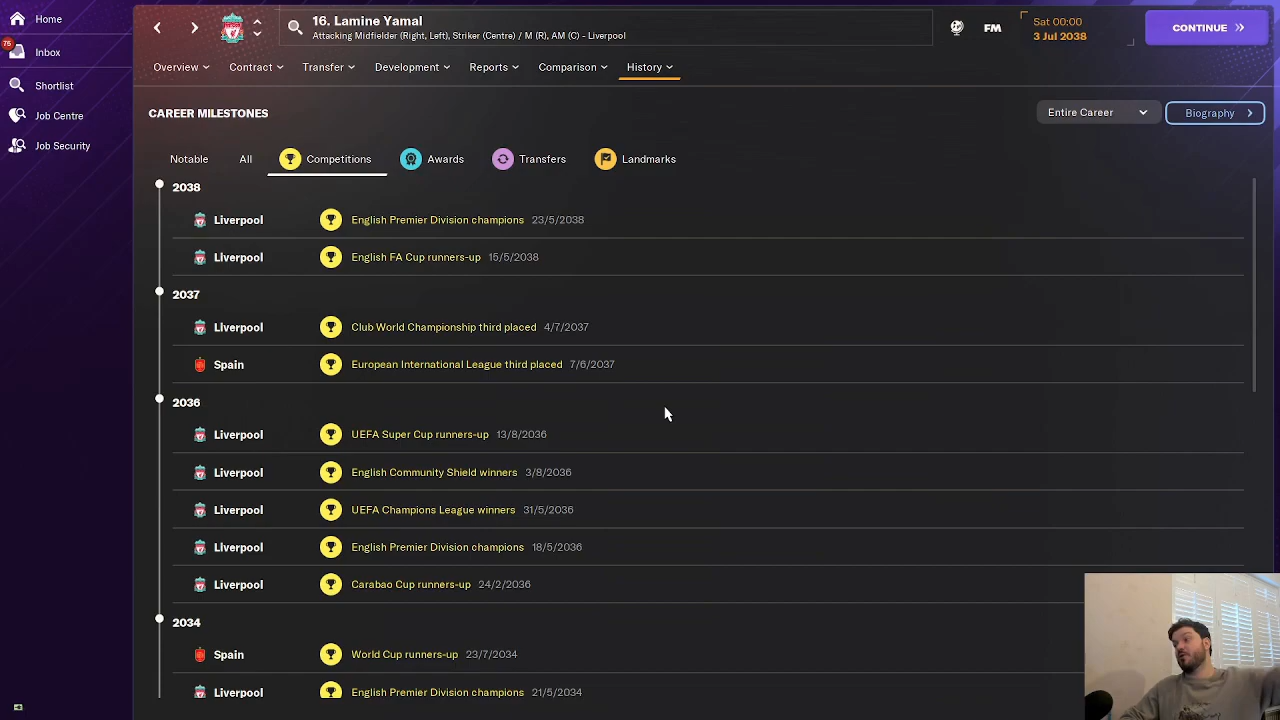 Home
75
Inbox
Shortlist
Job Centre
Job Security
16. Lamine Yamal
Attacking Midfielder (Right, Left), Striker (Centre) / M (R), AM (C) - Liverpool
FM
Sat 00:00
3 Jul 2038
CONTINUE
Overview
Contract
Transfer
Development
Reports
Comparison
History
CAREER MILESTONES
Entire Career
Biography
Notable
All
Competitions
Awards
Transfers
Landmarks
2038
Liverpool English Premier Division champions 23/5/2038
Liverpool English FA Cup runners-up 15/5/2038
2037
Liverpool Club World Championship third placed 4/7/2037
Spain European International League third placed 7/6/2037
2036
Liverpool UEFA Super Cup runners-up 13/8/2036
Liverpool English Community Shield winners 3/8/2036
Liverpool UEFA Champions League winners 31/5/2036
Liverpool English Premier Division champions 18/5/2036
Liverpool Carabao Cup runners-up 24/2/2036
2034
Spain World Cup runners-up 23/7/2034
Liverpool English Premier Division champions 21/5/2034